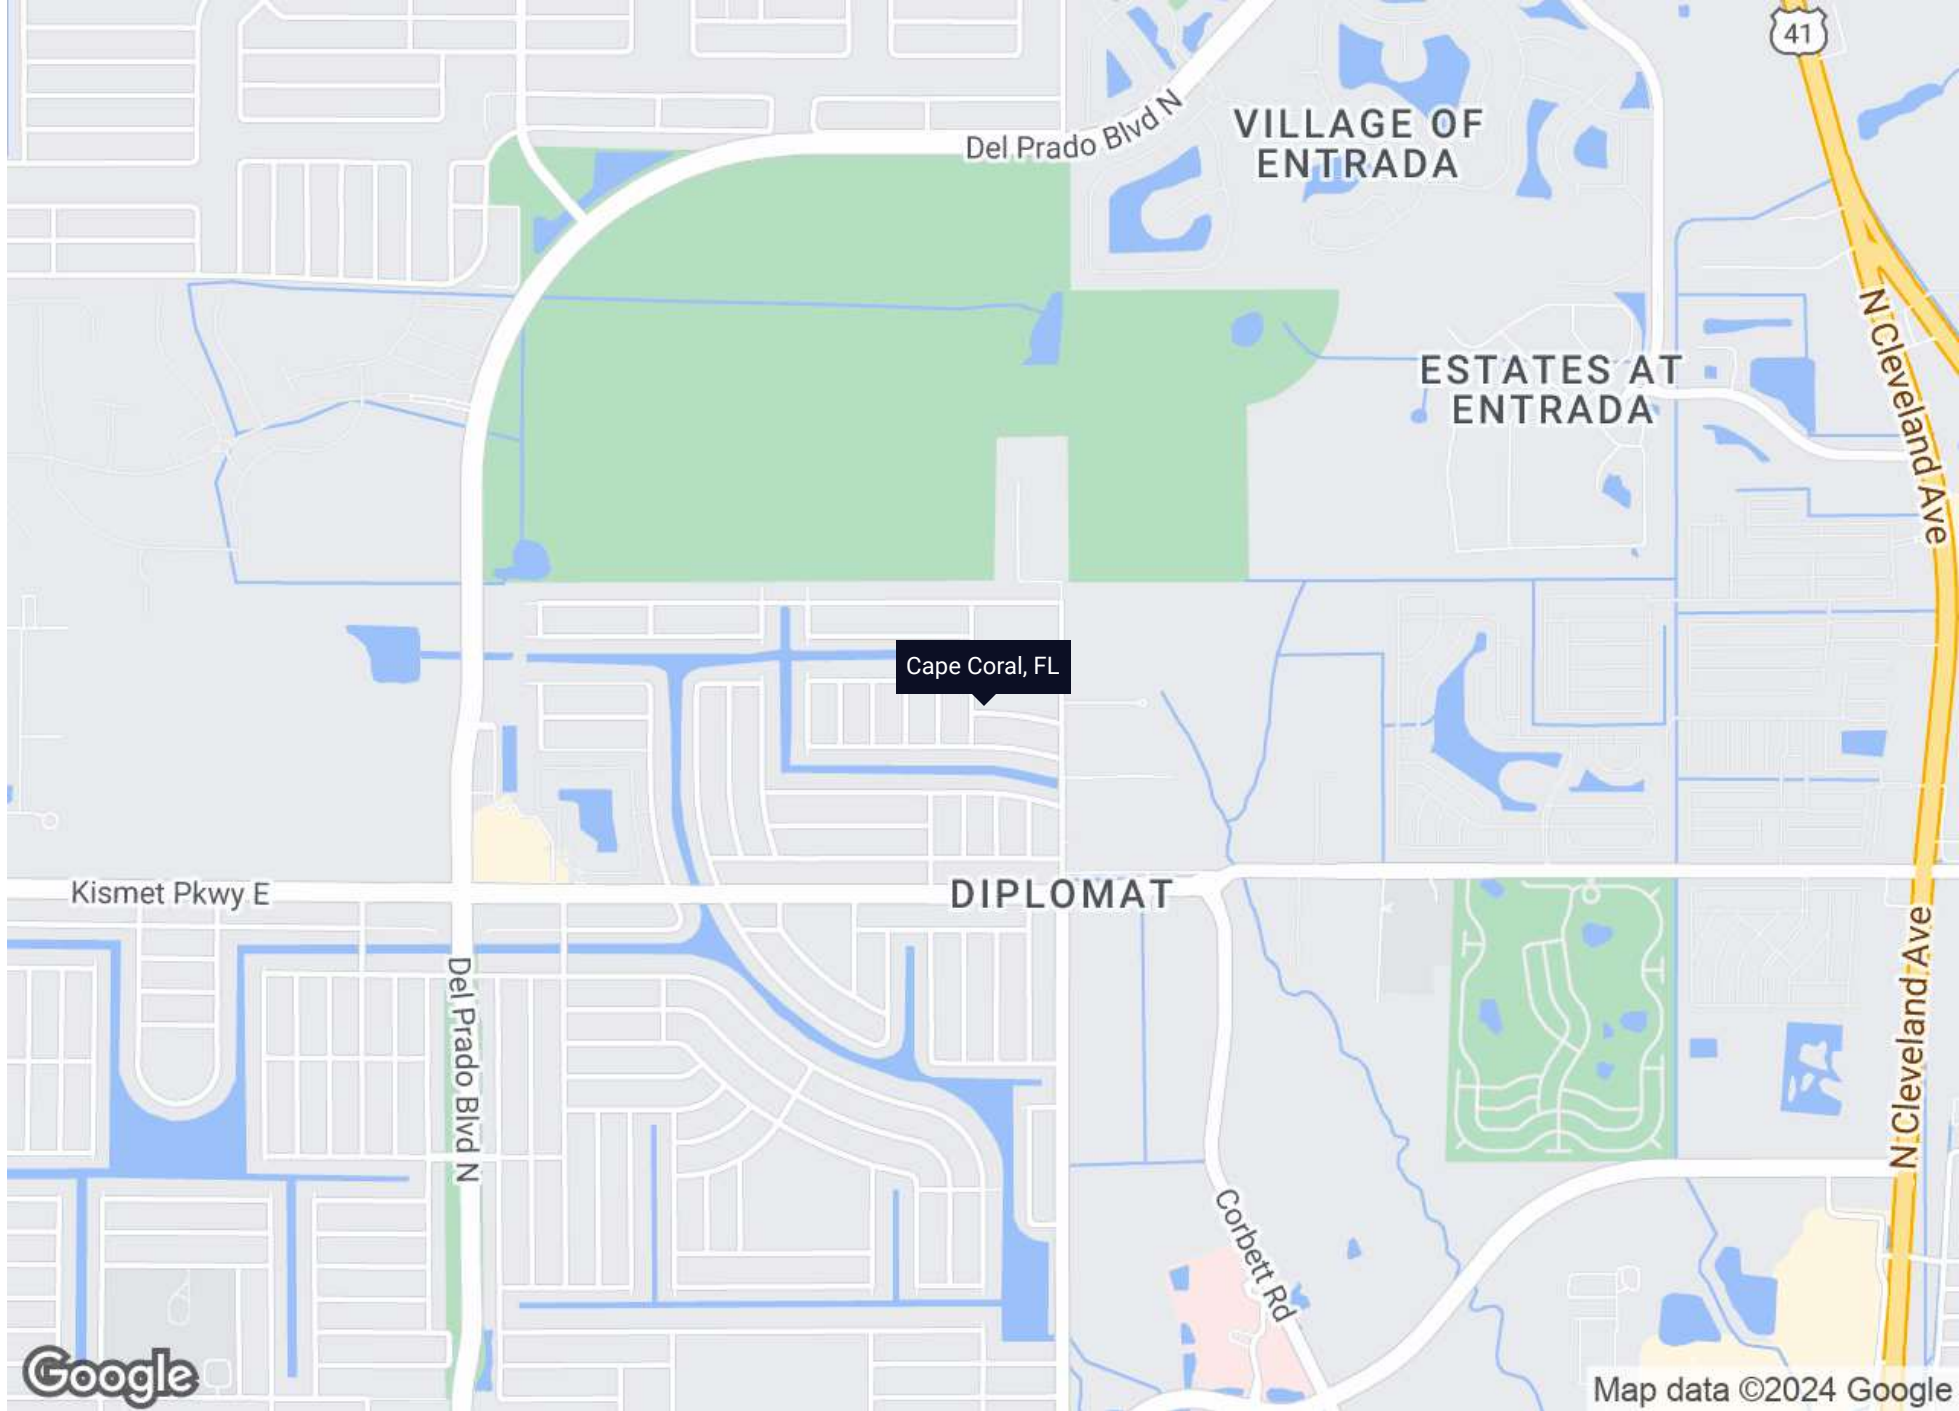 41
Del Prado Blvd N
VILLAGE OF
ENTRADA
N Cleveland Ave
ESTATES AT
ENTRADA
Cape Coral, FL
Kismet Pkwy E
DIPLOMAT
N Cleveland Ave
Del Prado Blvd N
Corbett Rd
Google
Map data ©2024 Google